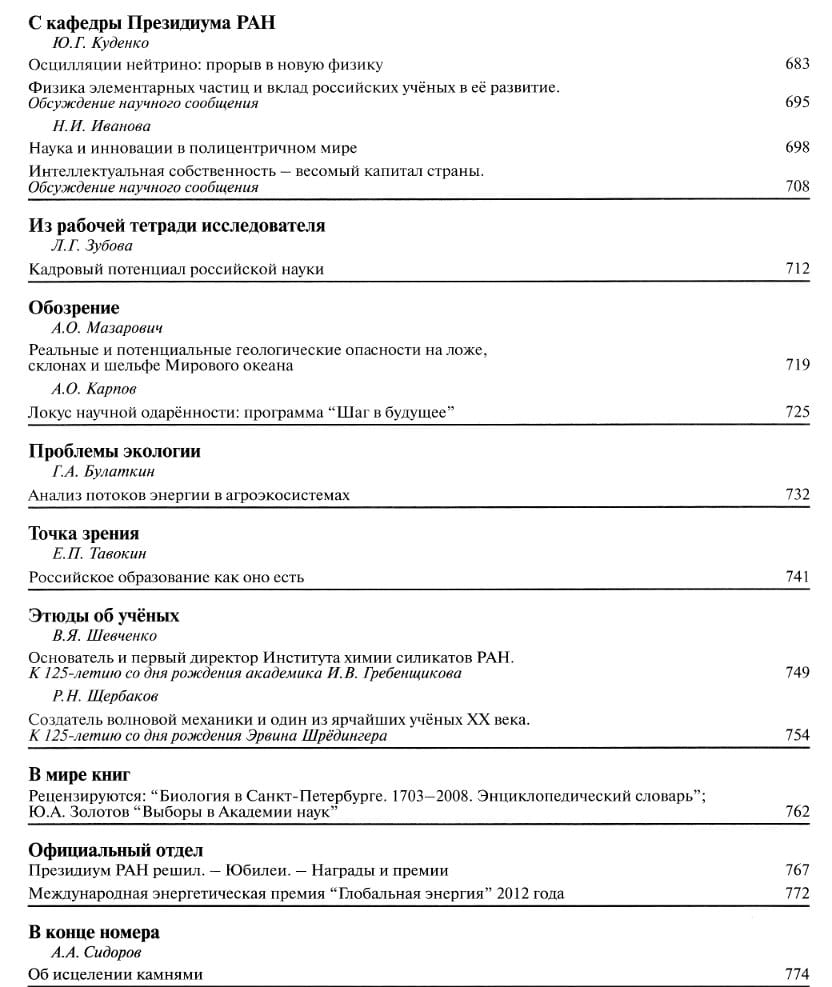 С кафедры Президиума РАН
Ю.Г. Куденко
Осцилляции нейтрино: прорыв в новую физику 683
Физика элементарных частиц и вклад российских учёных в её развитие.
Обсуждение научного сообщения 695
Н.И. Иванова
Наука и инновации в полицентричном мире 698
Интеллектуальная собственность – весомый капитал страны.
Обсуждение научного сообщения 708
Из рабочей тетради исследователя
Л.Г. Зубова
Кадровый потенциал российской науки 712
Обозрение
А.О. Мазарович
Реальные и потенциальные геологические опасности на ложе,
склонах и шельфе Мирового океана 719
А.О. Карпов
Локус научной одарённости: программа “Шаг в будущее” 725
Проблемы экологии
Г.А. Булаткин
Анализ потоков энергии в агроэкосистемах 732
Точка зрения
Е.П. Тавокин
Российское образование как оно есть 741
Этюды об учёных
В.Я. Шевченко
Основатель и первый директор Института химии силикатов РАН.
К 125-летию со дня рождения академика И.В. Гребенщикова 749
Р.Н. Щербаков
Создатель волновой механики и один из ярчайших учёных XX века.
К 125-летию со дня рождения Эрвина Шрёдингера 754
В мире книг
Рецензируются: “Биология в Санкт-Петербурге. 1703–2008. Энциклопедический словарь”;
Ю.А. Золотов “Выборы в Академии наук” 762
Официальный отдел
Президиум РАН решил. – Юбилеи. – Награды и премии 767
Международная энергетическая премия “Глобальная энергия” 2012 года 772
В конце номера
А.А. Сидоров
Об исцелении камнями 774